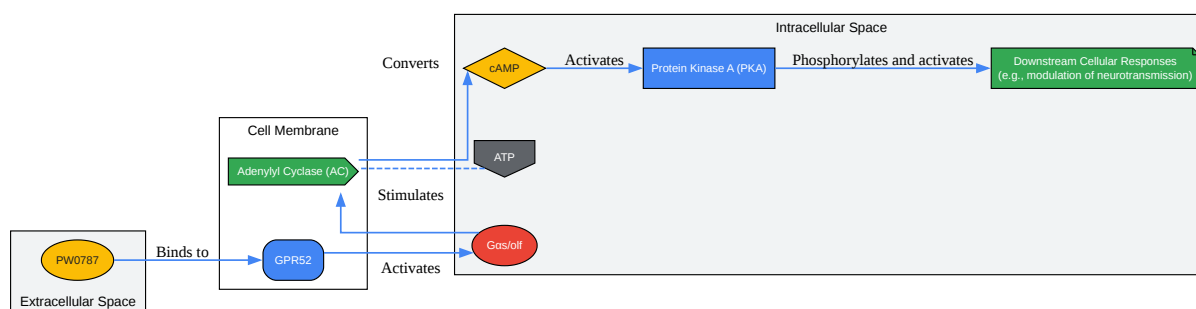 Intracellular Space
Converts
cAMP
Activates
Protein Kinase A (PKA)
Phosphorylates and activates
Downstream Cellular Responses
(e.g., modulation of neurotransmission)
Cell Membrane
Adenylyl Cyclase (AC)
ATP
Stimulates
Gαs/olf
PW0787
Binds to
GPR52
Activates
Extracellular Space